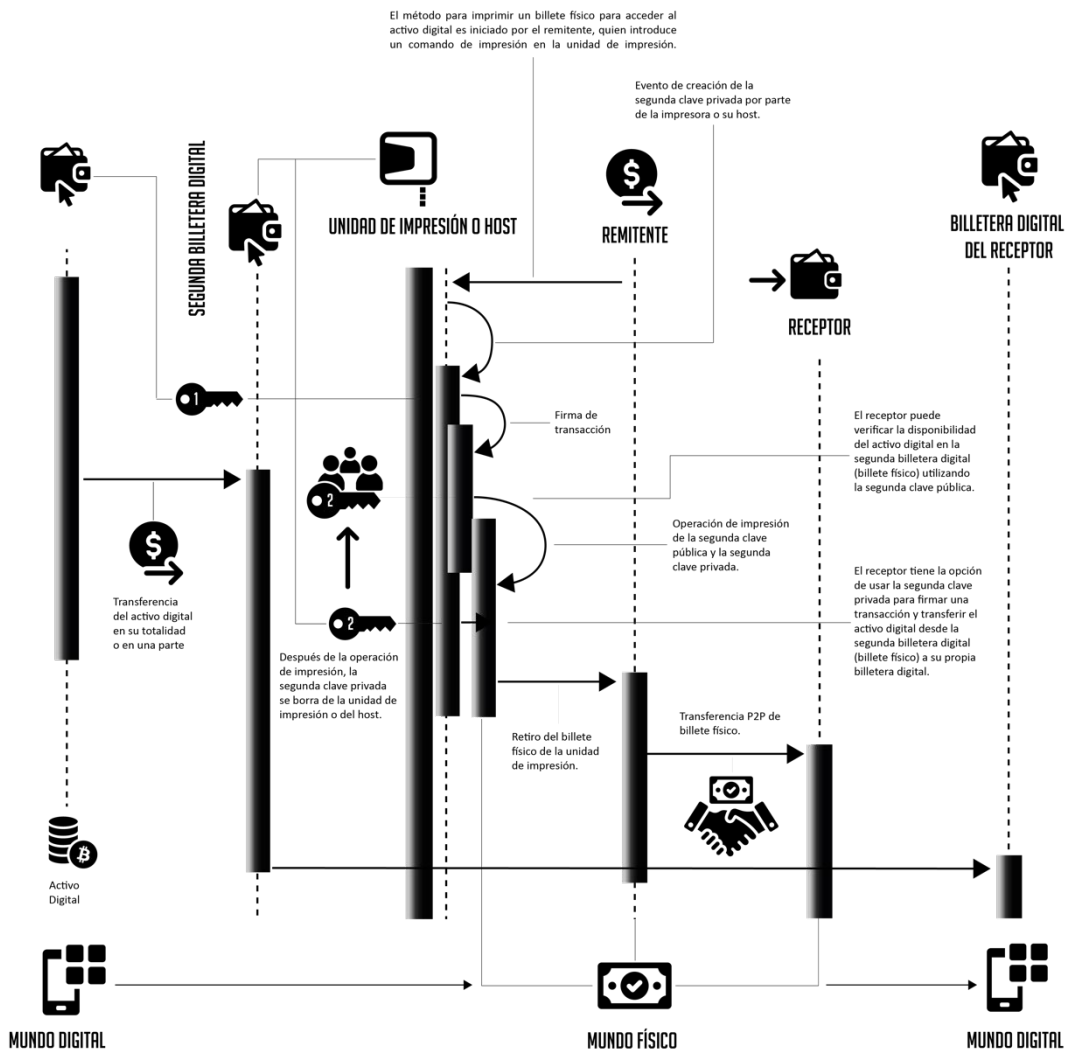 El método para imprimir un billete físico para acceder al
activo digital es iniciado por el remitente, quien introduce
un comando de impresión en la unidad de impresión.
Evento de creación de la
segunda clave privada por parte
de la impresora o su host.
SEGUNDA BILLETERA DIGITAL
UNIDAD DE IMPRESIÓN O HOST
REMITENTE
BILLETERA DIGITAL
DEL RECEPTOR
RECEPTOR
1
Firma de
transacción
El receptor puede
verificar la disponibilidad
del activo digital en la
segunda billetera digital
(billete físico) utilizando
la segunda clave pública.
2
Operación de impresión
de la segunda clave
pública y la segunda
clave privada.
Transferencia
del activo digital
en su totalidad
o en una parte
2
El receptor tiene la opción
de usar la segunda clave
privada para firmar una
transacción y transferir el
activo digital desde la
segunda billetera digital
(billete físico) a su propia
billetera digital.
Después de la operación
de impresión, la
segunda clave privada
se borra de la unidad de
impresión o del host.
Retiro del billete
físico de la unidad
de impresión.
Transferencia P2P de
billete físico.
Activo
Digital
MUNDO DIGITAL
MUNDO FÍSICO
MUNDO DIGITAL